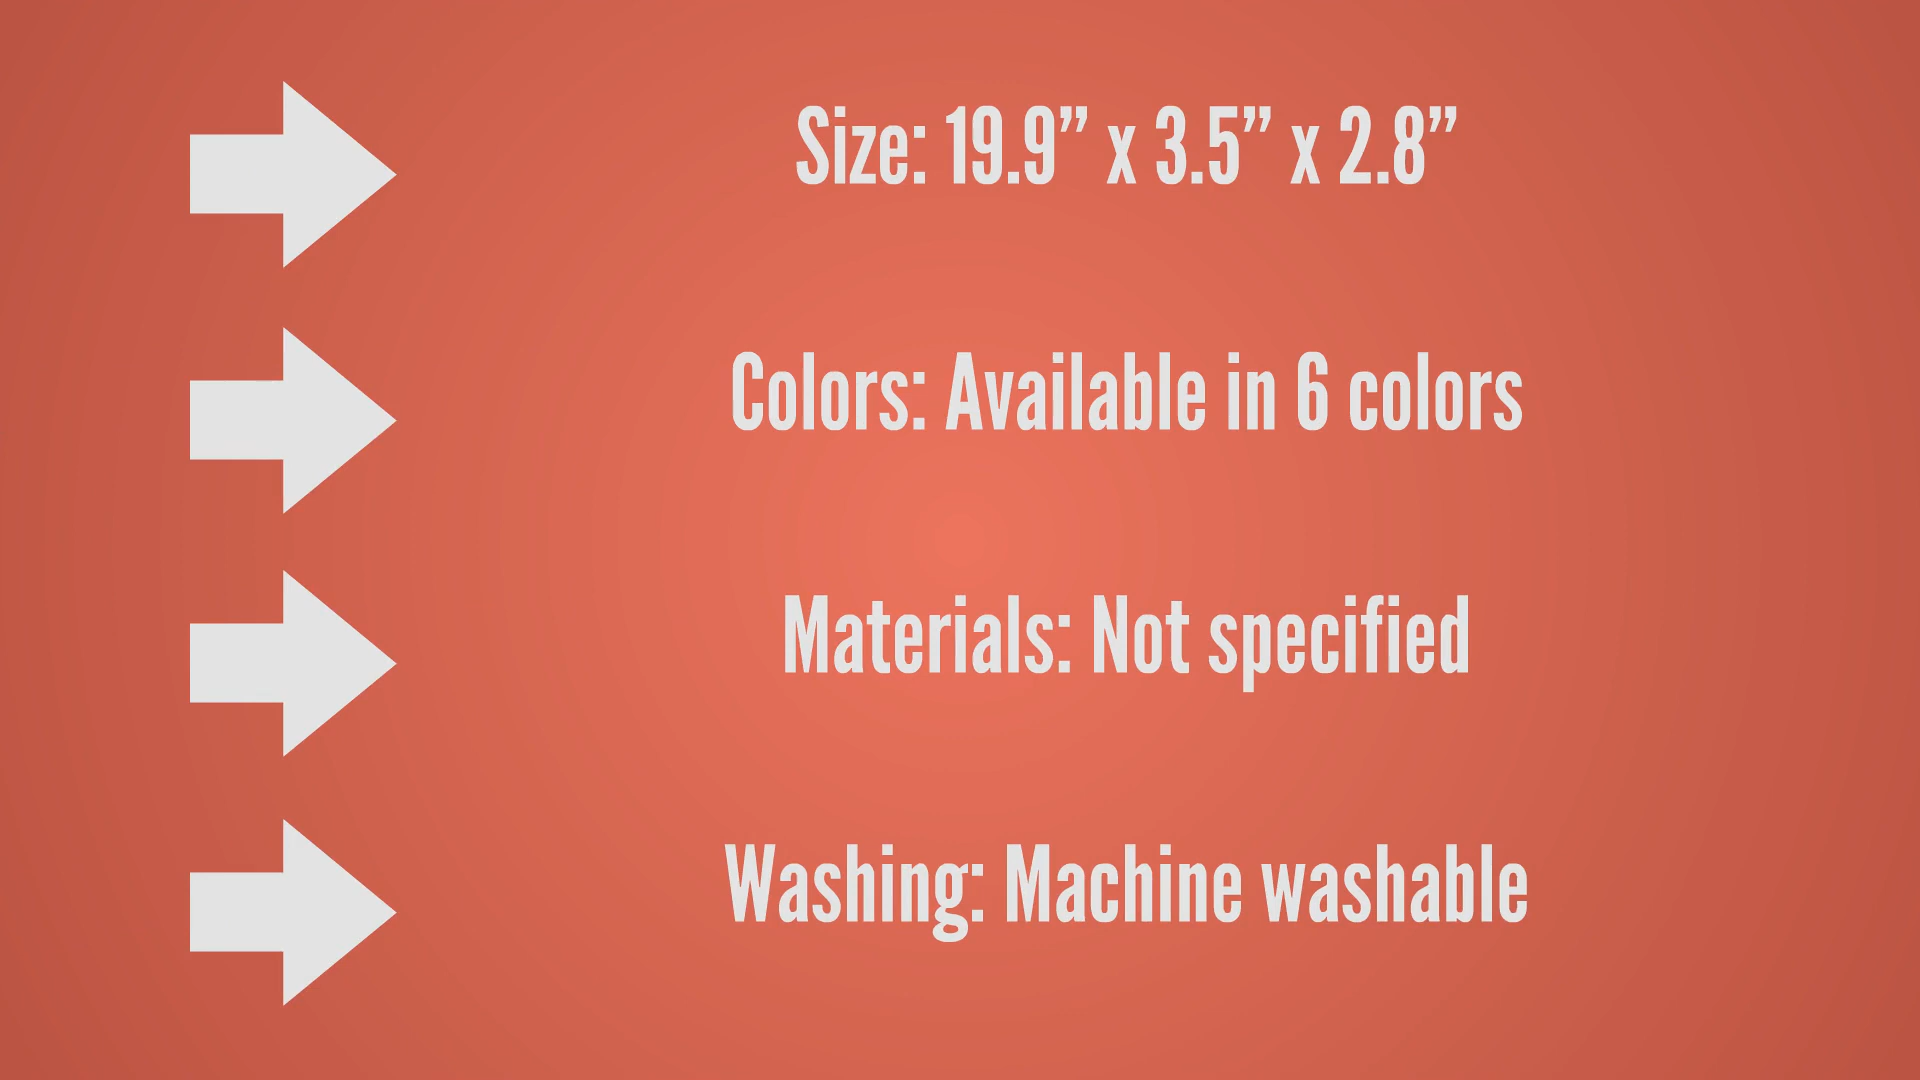 Size: 19.9” x 3.5” x 2.8”
Colors: Available in 6 colors
Materials: Not specified
Washing: Machine washable